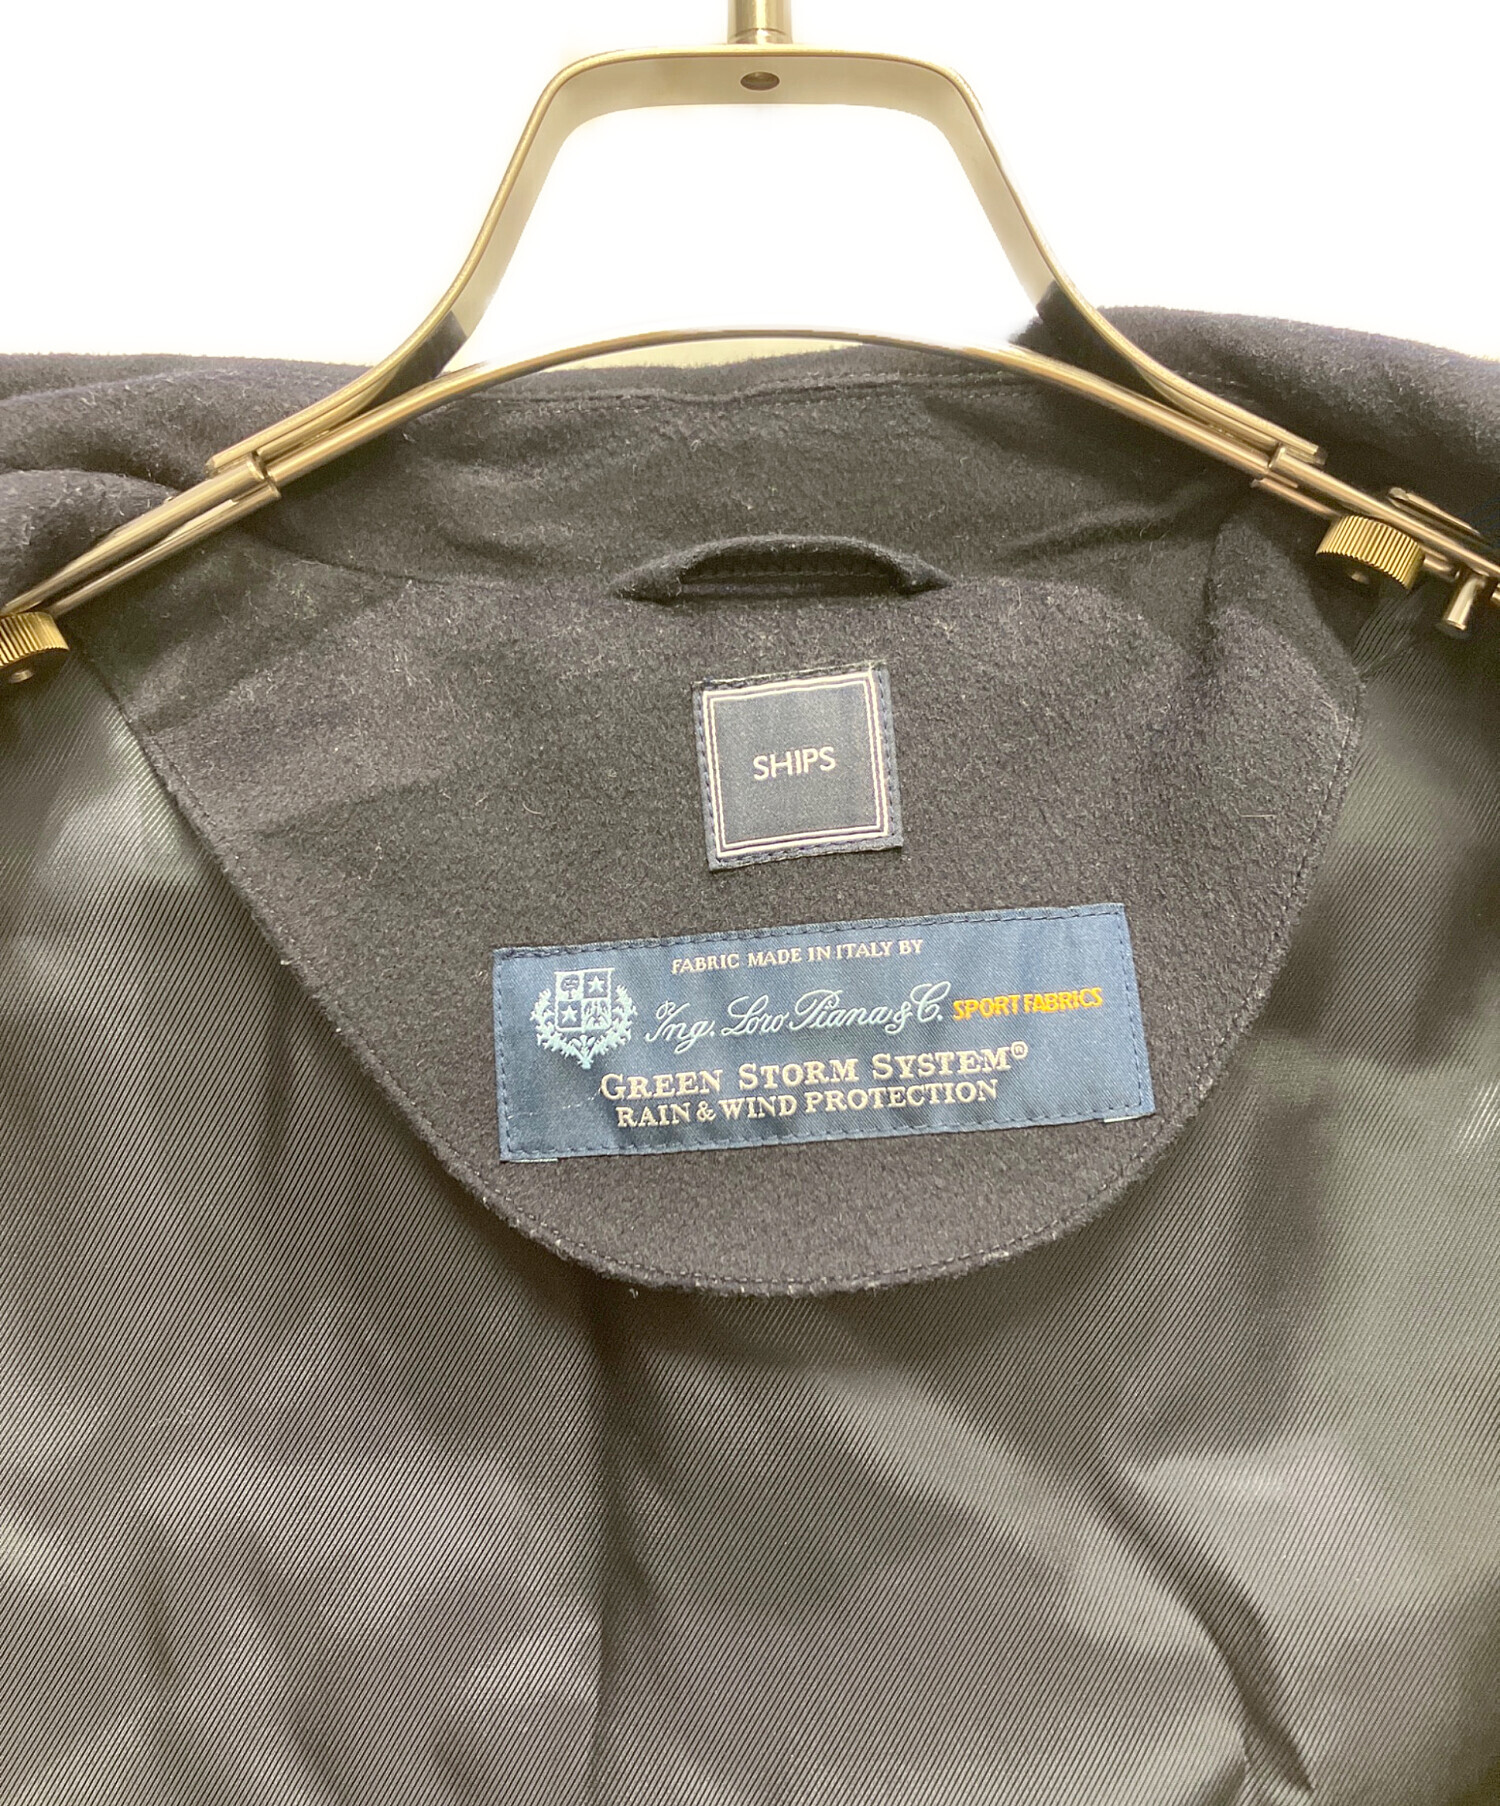 SHIPS
FABRIC MADE IN ITALY BY
Ing. Loro Piana & C. SPORT FABRICS
GREEN STORM SYSTEM®
RAIN & WIND PROTECTION